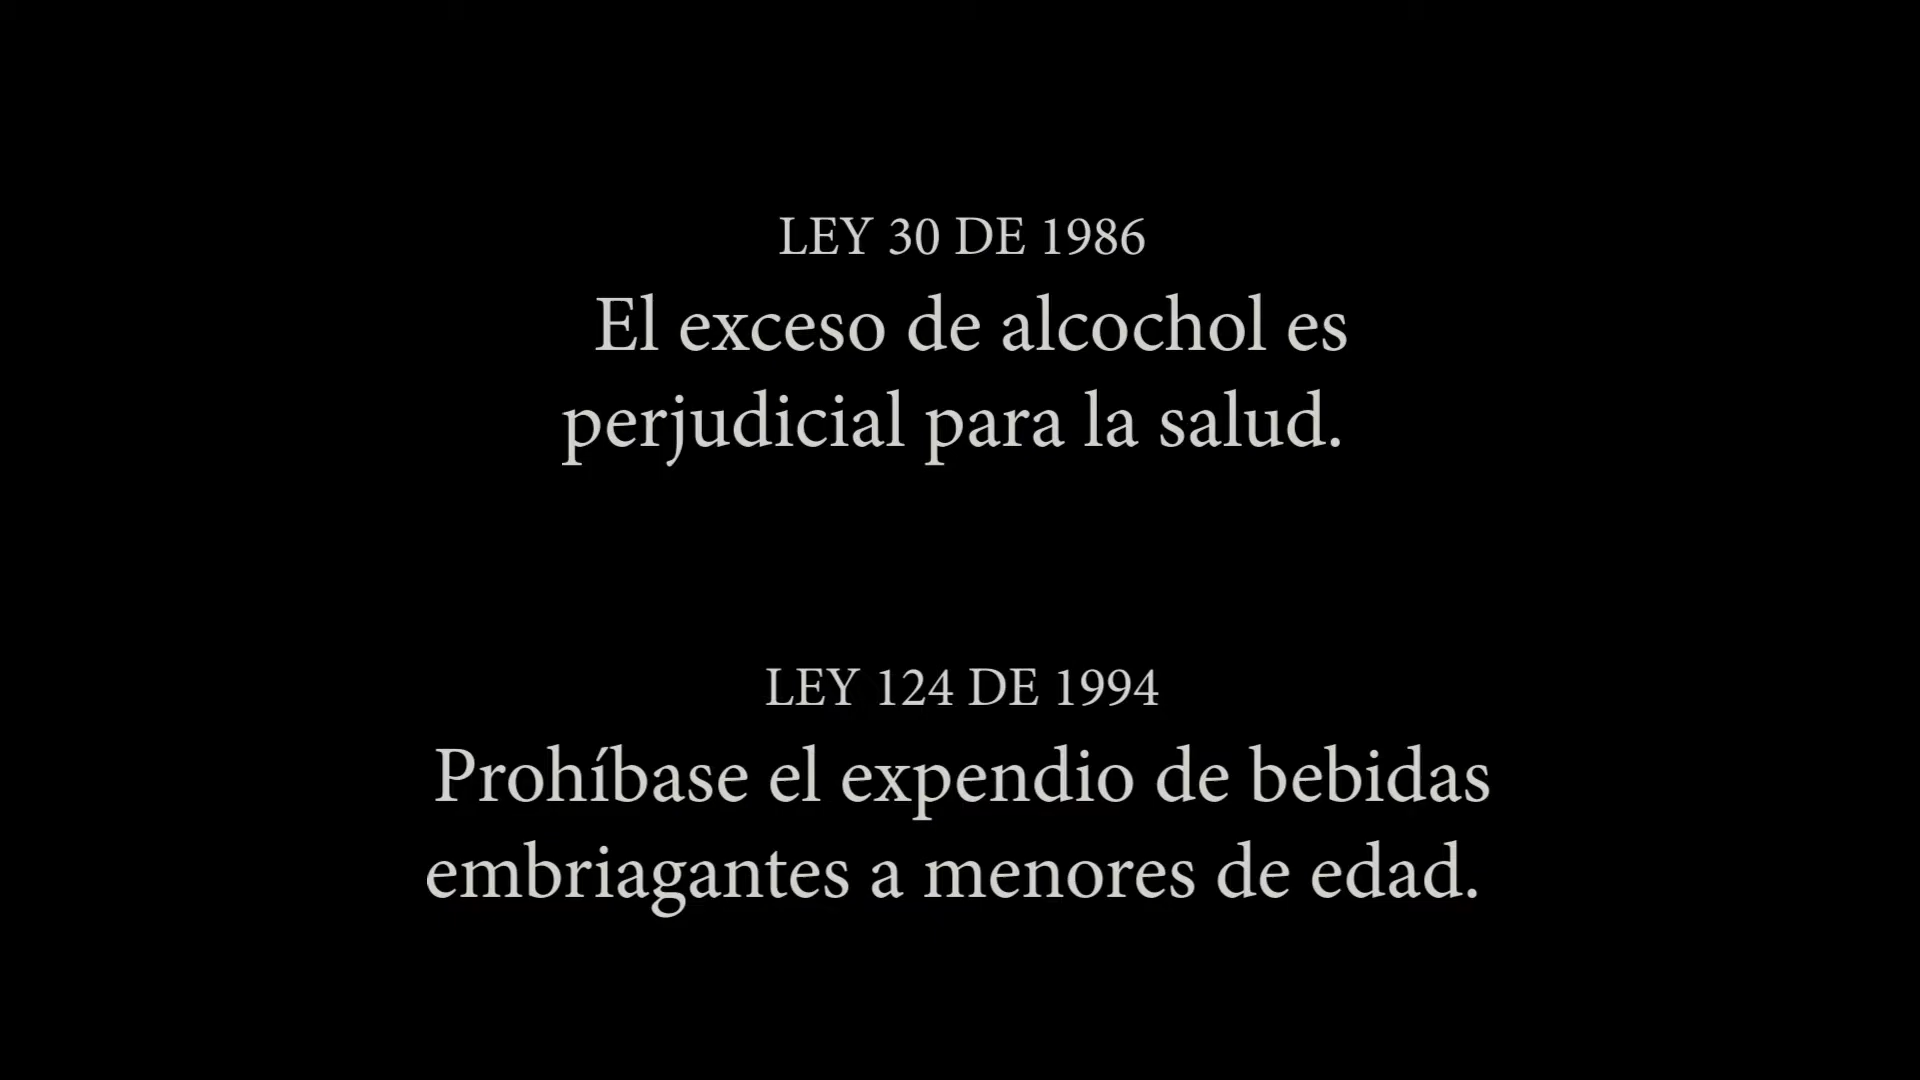 LEY 30 DE 1986
El exceso de alcochol es
perjudicial para la salud.
LEY 124 DE 1994
Prohíbase el expendio de bebidas
embriagantes a menores de edad.